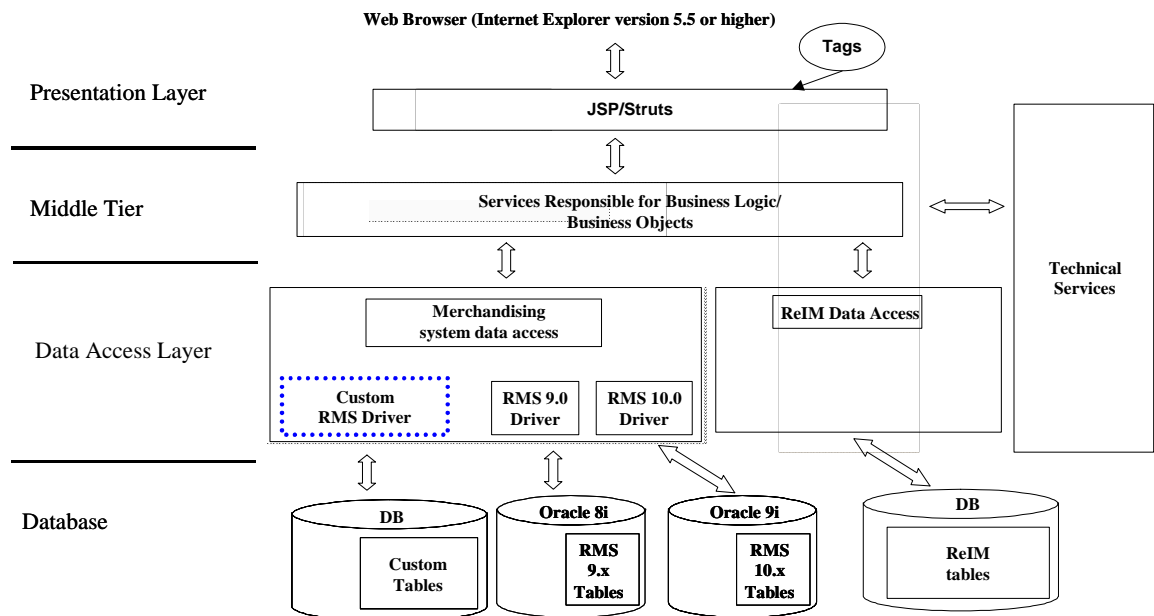 Web Browser (Internet Explorer version 5.5 or higher)
Tags
Presentation Layer
JSP/Struts
Middle Tier
Services Responsible for Business Logic/
Business Objects
Technical
Services
Data Access Layer
Merchandising
system data access
ReIM Data Access
Custom
RMS Driver
RMS 9.0
Driver
RMS 10.0
Driver
Database
DB
Custom
Tables
Oracle 8i
RMS
9.x
Tables
Oracle 9i
RMS
10.x
Tables
DB
ReIM
tables